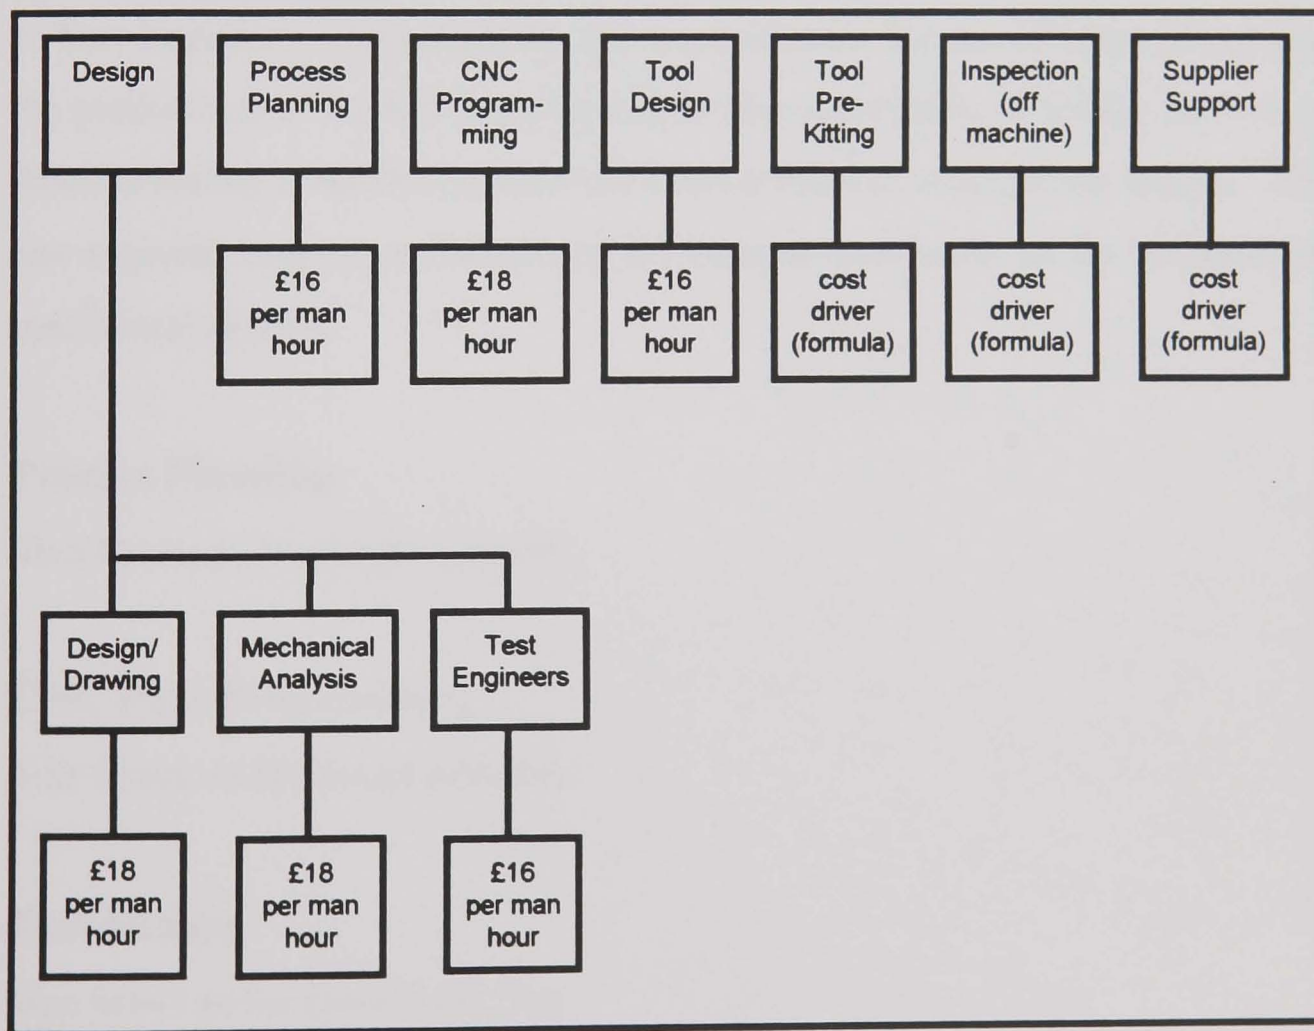 Design
Process
Planning
CNC
Program-
ming
Tool
Design
Tool
Pre-
Kitting
Inspection
(off
machine)
Supplier
Support
£16
per man
hour
£18
per man
hour
£16
per man
hour
cost
driver
(formula)
cost
driver
(formula)
cost
driver
(formula)
Design/
Drawing
Mechanical
Analysis
Test
Engineers
£18
per man
hour
£18
per man
hour
£16
per man
hour